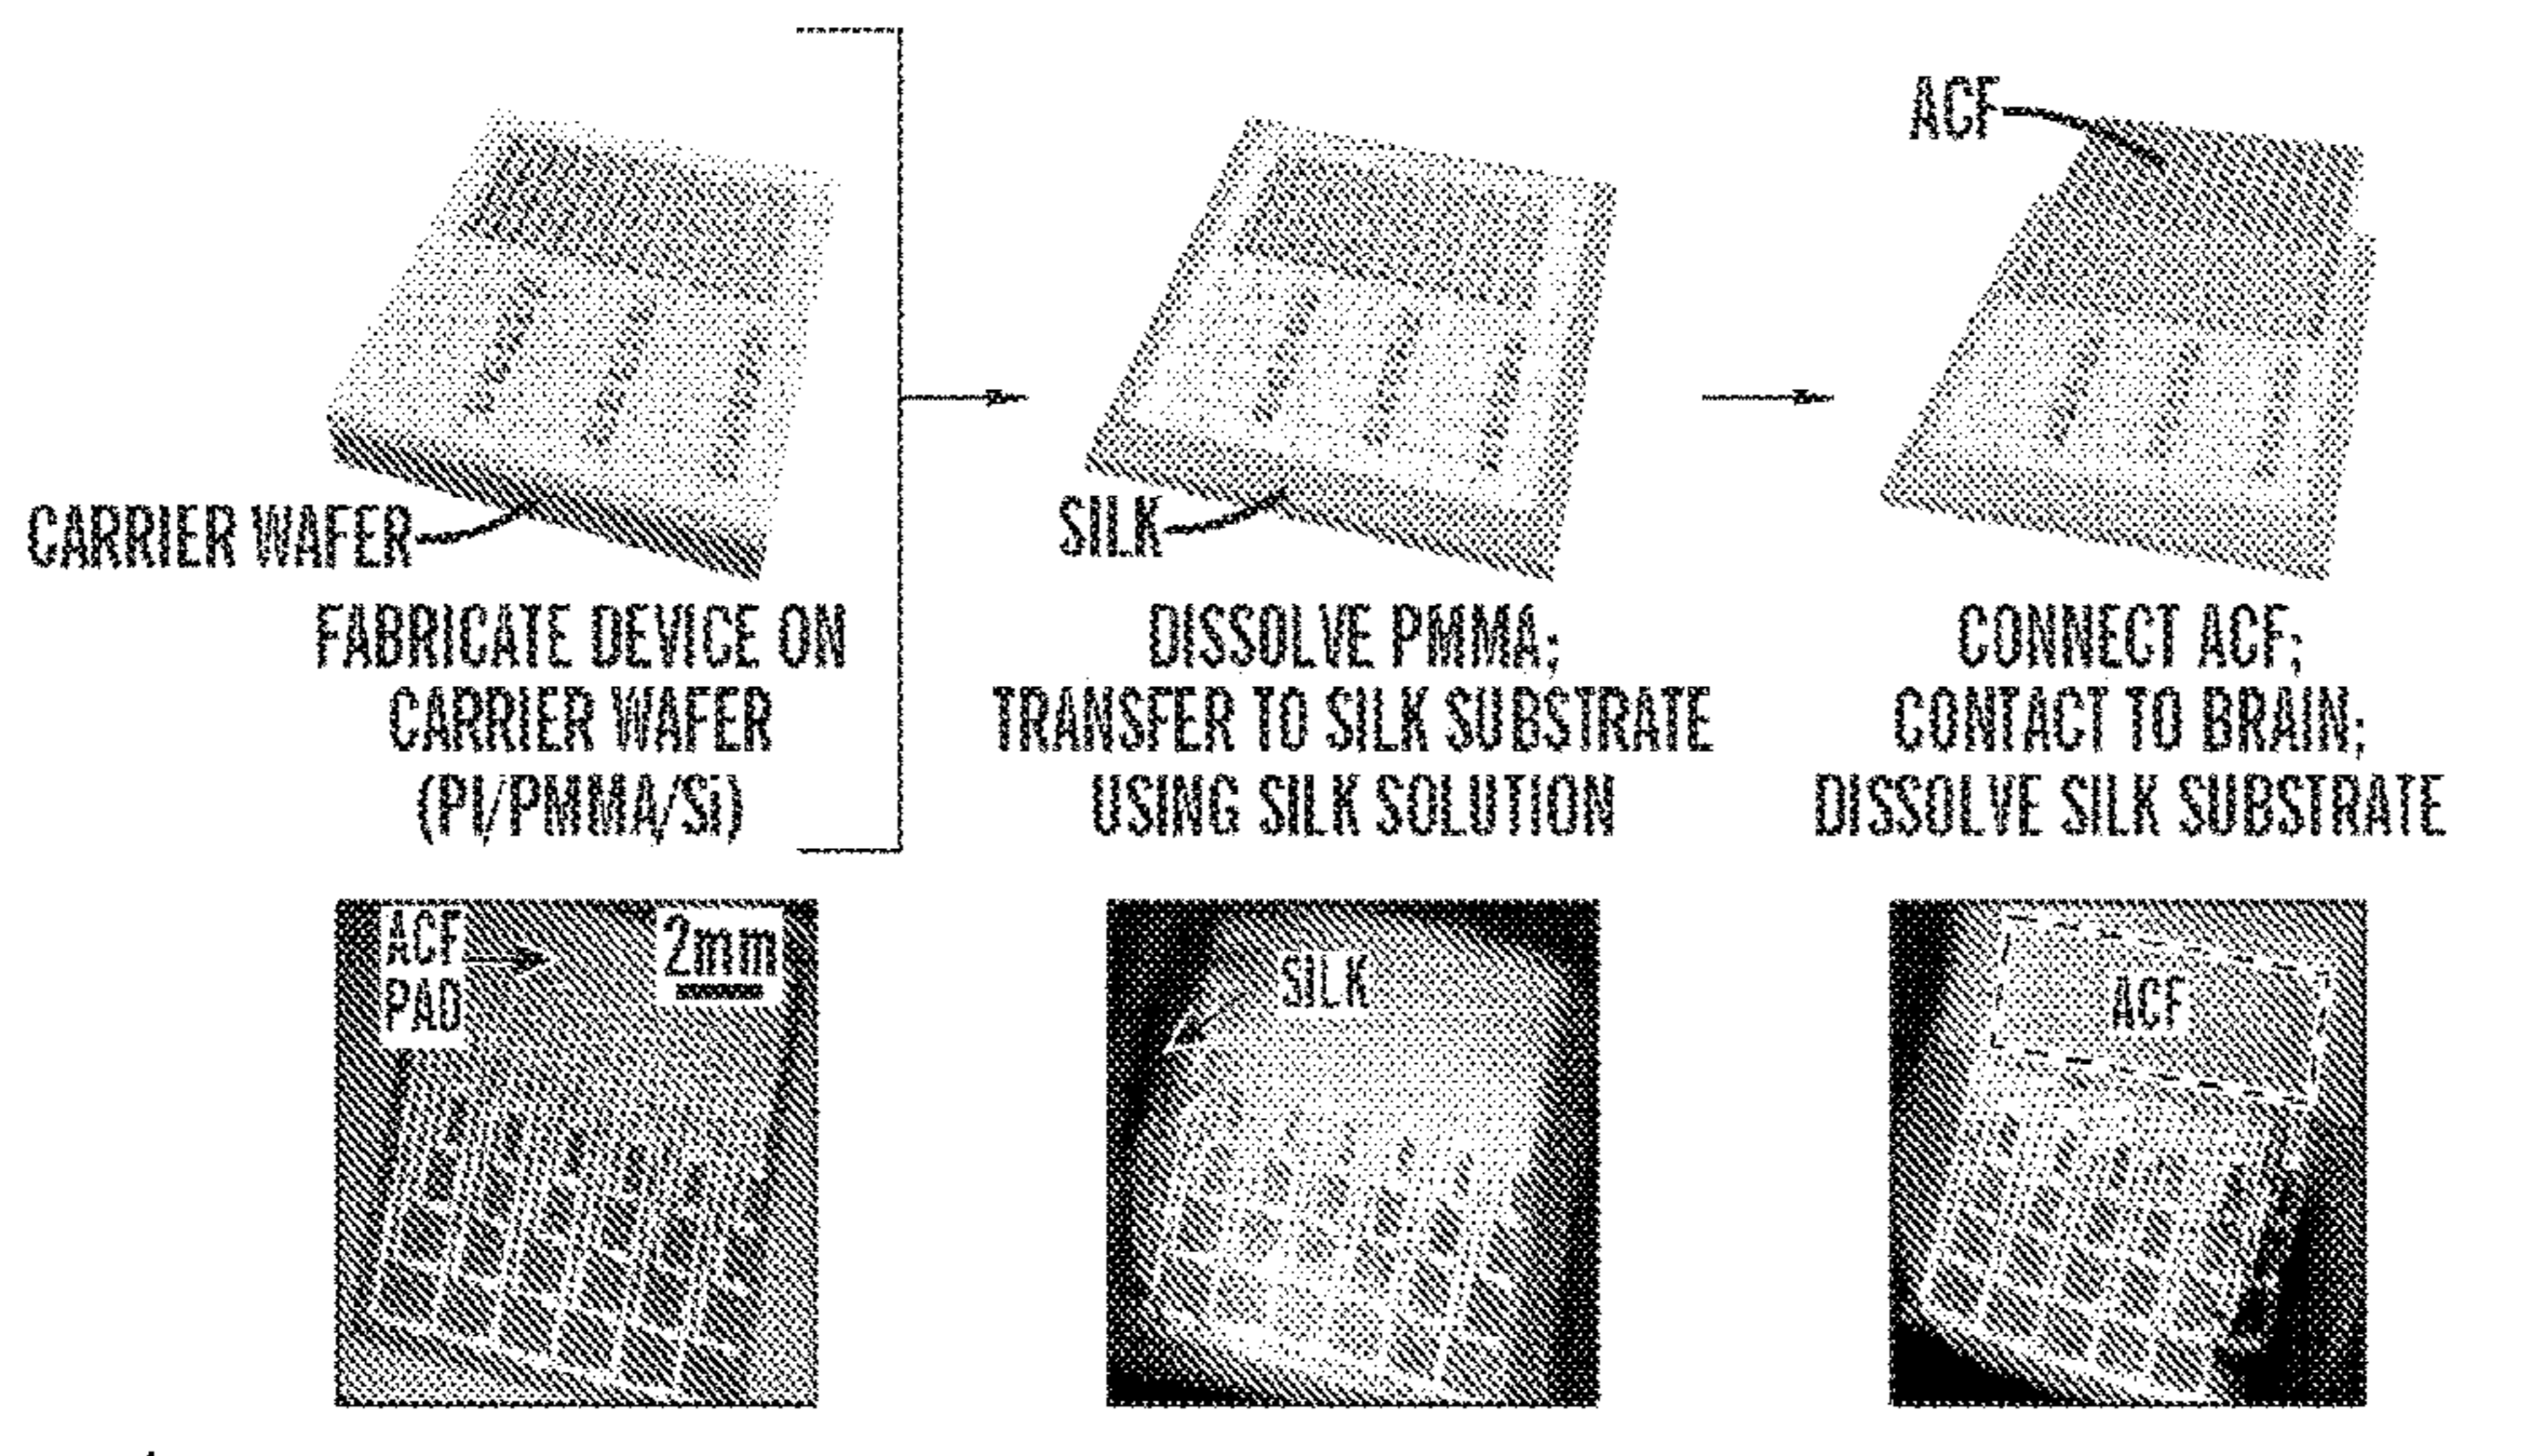 CARRIER WAFER
FABRICATE DEVICE ON
CARRIER WAFER
(PI/PMMA/Si)
SILK
DISSOLVE PMMA;
TRANSFER TO SILK SUBSTRATE
USING SILK SOLUTION
ACF
CONNECT ACF;
CONTACT TO BRAIN;
DISSOLVE SILK SUBSTRATE
ACF
PAD
2mm
SILK
ACF